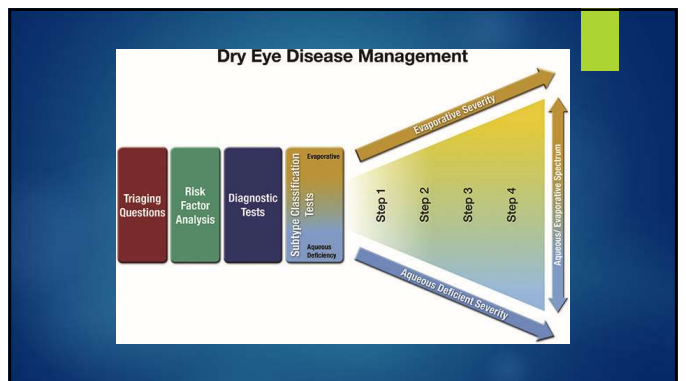 Dry Eye Disease Management
Triaging
Questions
Risk
Factor
Analysis
Diagnostic
Tests
Subtype Classification
Tests
Evaporative
Aqueous
Deficiency
Evaporative Severity
Step 1
Step 2
Step 3
Step 4
Aqueous Deficient Severity
Aqueous/ Evaporative Spectrum